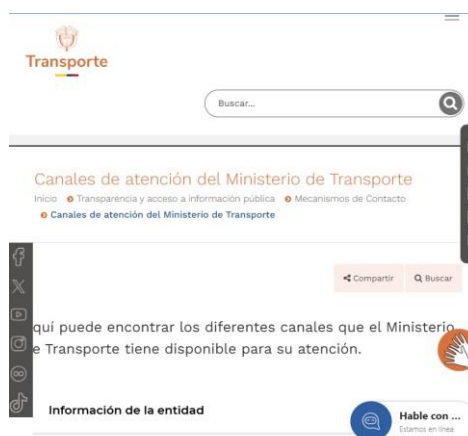 Transporte
Buscar...
Canales de atención del Ministerio de Transporte
Inicio Transparencia y acceso a información pública Mecanismos de Contacto
Canales de atención del Ministerio de Transporte
Compartir Buscar
quí puede encontrar los diferentes canales que el Ministerio
e Transporte tiene disponible para su atención.
Información de la entidad
Hable con ...
Estamos en línea